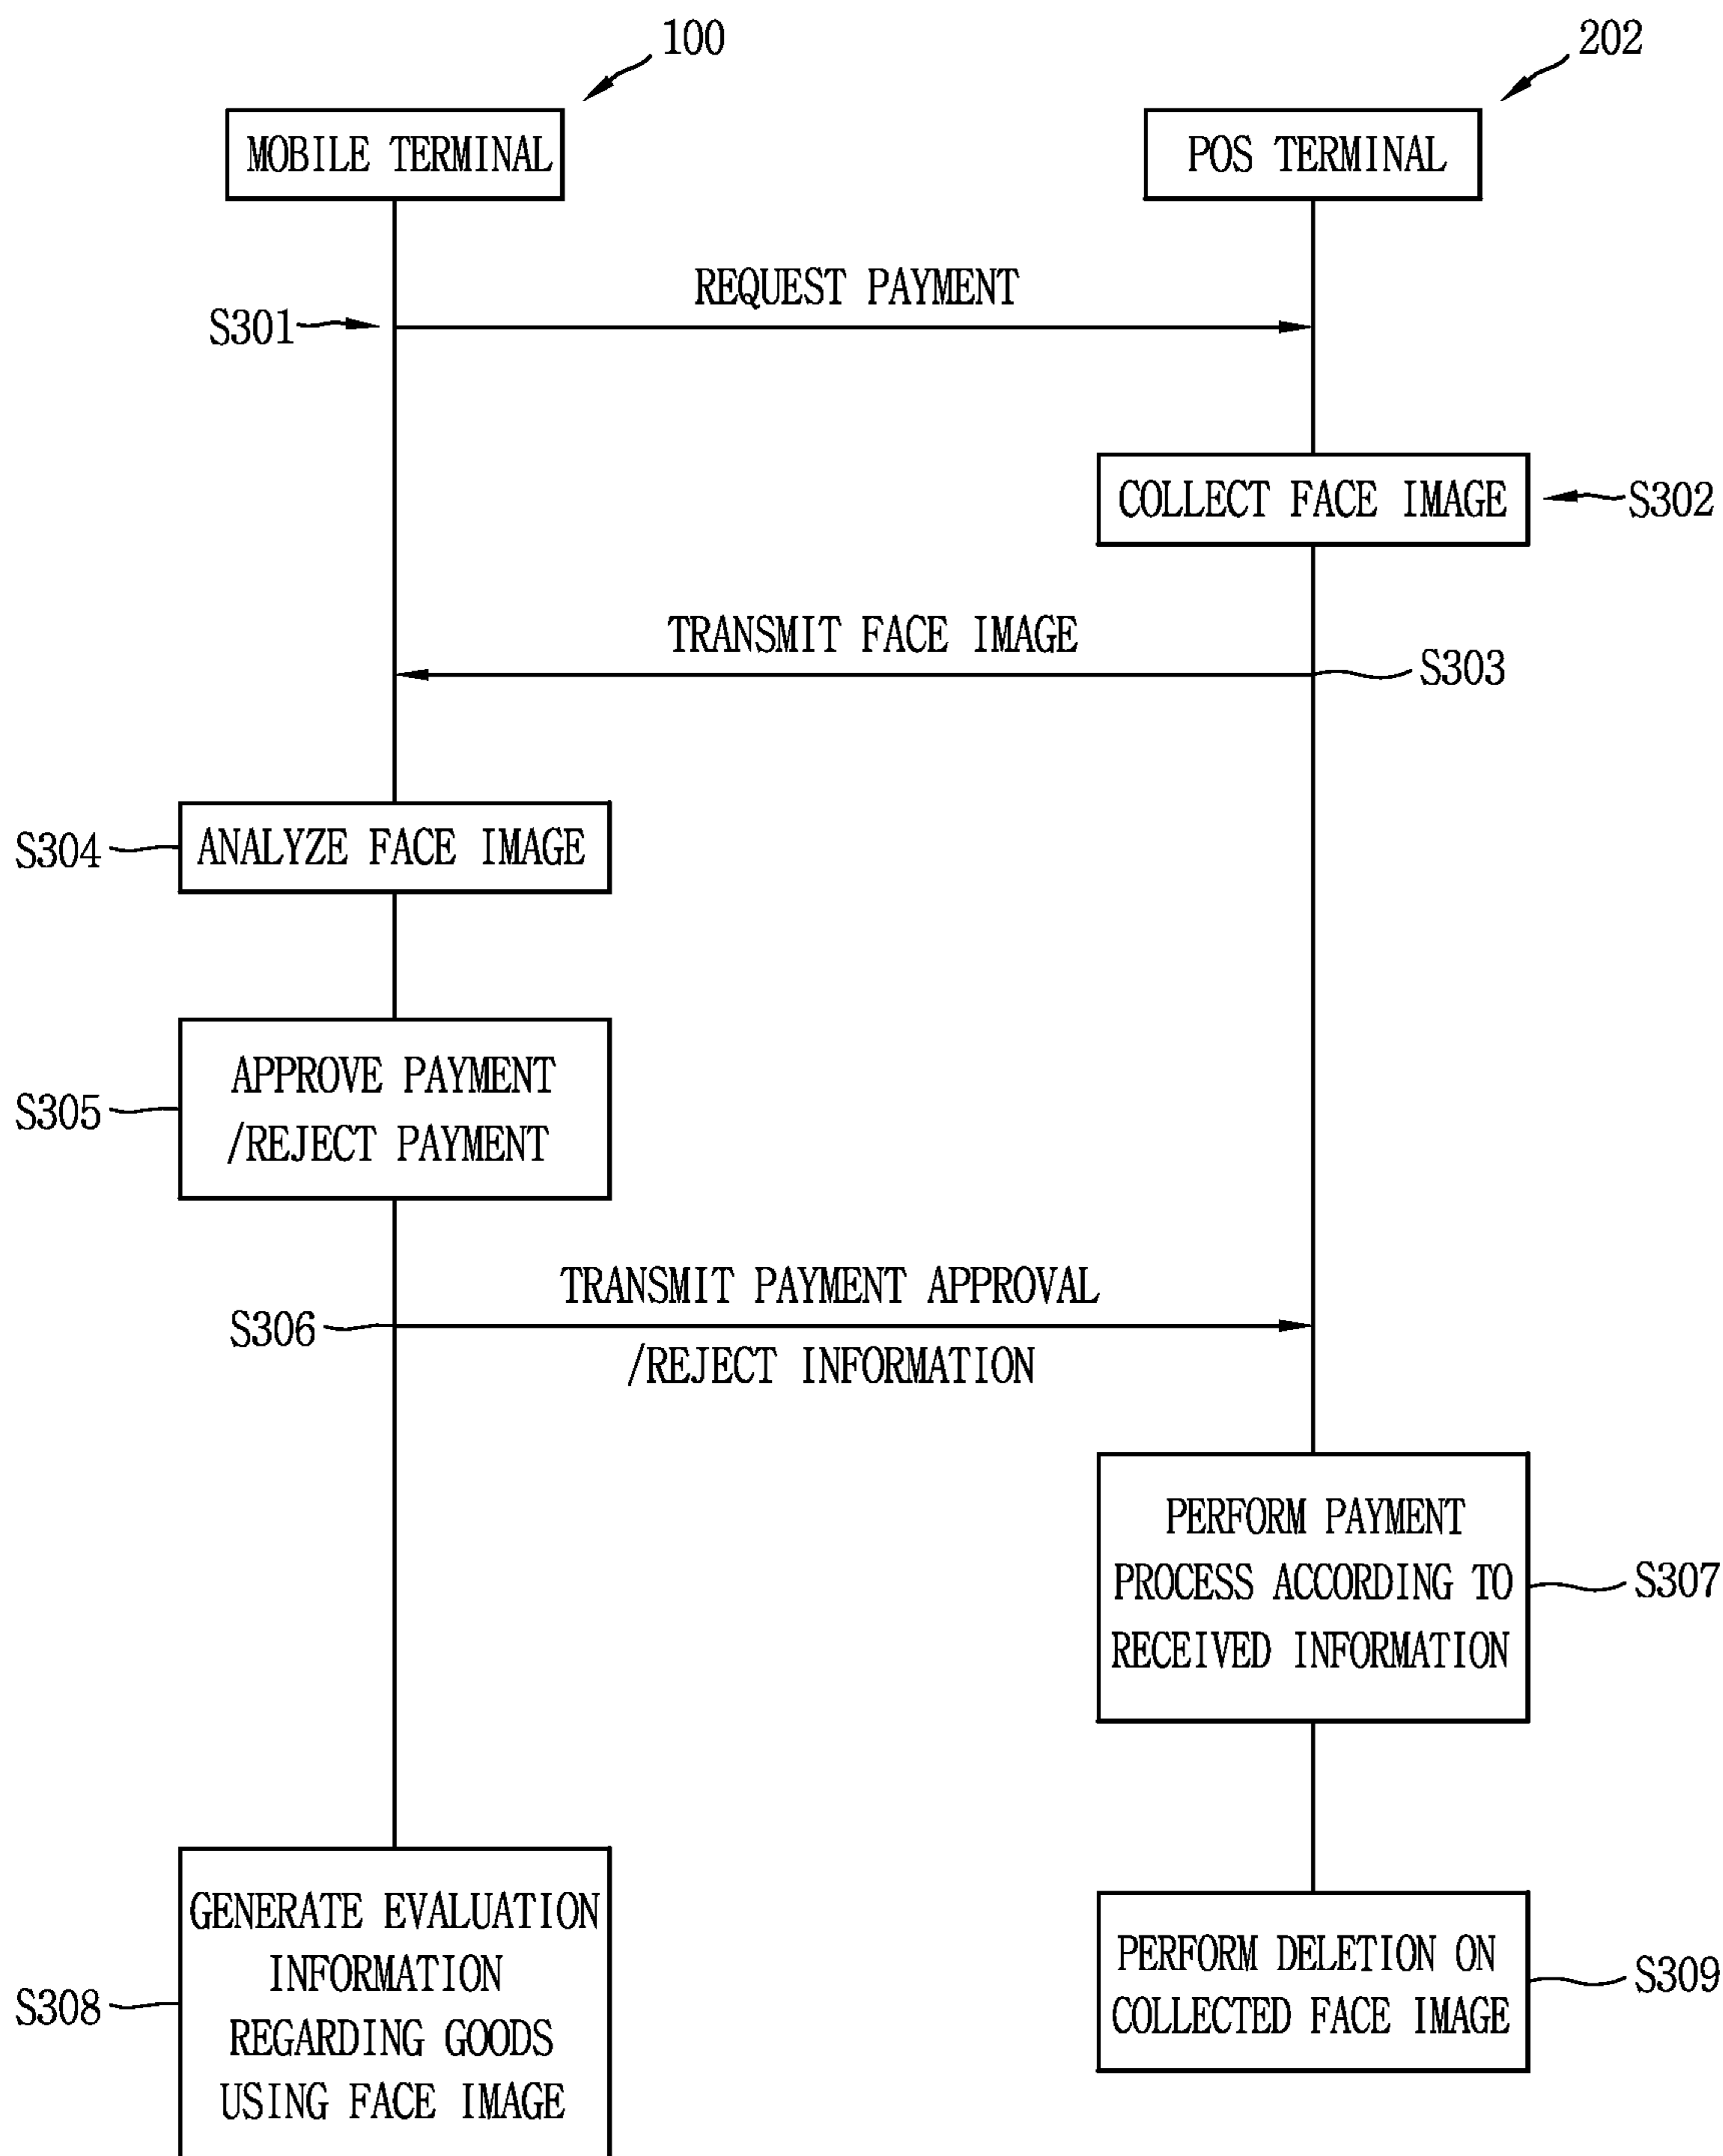 100
202
MOBILE TERMINAL
POS TERMINAL
REQUEST PAYMENT
S301
COLLECT FACE IMAGE
S302
TRANSMIT FACE IMAGE
S303
S304
ANALYZE FACE IMAGE
S305
APPROVE PAYMENT
/REJECT PAYMENT
TRANSMIT PAYMENT APPROVAL
S306
/REJECT INFORMATION
PERFORM PAYMENT
PROCESS ACCORDING TO
RECEIVED INFORMATION
S307
GENERATE EVALUATION
INFORMATION
REGARDING GOODS
USING FACE IMAGE
S308
PERFORM DELETION ON
COLLECTED FACE IMAGE
S309